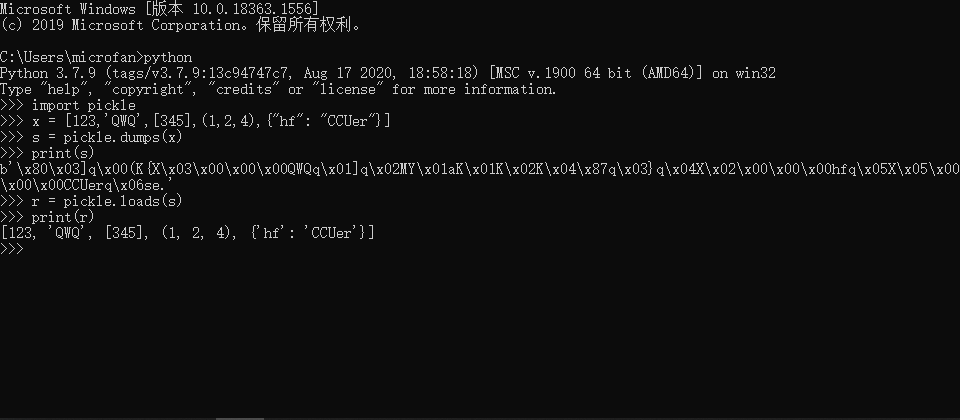 Microsoft Windows [版本 10.0.18363.1556]
(c) 2019 Microsoft Corporation。保留所有权利。
C:\Users\microfan>python
Python 3.7.9 (tags/v3.7.9:13c94747c7, Aug 17 2020, 18:58:18) [MSC v.1900 64 bit (AMD64)] on win32
Type "help", "copyright", "credits" or "license" for more information.
>>> import pickle
>>> x = [123,'QWQ',[345],(1,2,4),{"hf": "CCUer"}]
>>> s = pickle.dumps(x)
>>> print(s)
b'\x80\x03]q\x00(K{X\x03\x00\x00\x00QWQq\x01]q\x02MY\x01aK\x01K\x02K\x04\x87q\x03}q\x04X\x02\x00\x00\x00hfq\x05X\x05\x00
\x00\x00CCUerq\x06se.'
>>> r = pickle.loads(s)
>>> print(r)
[123, 'QWQ', [345], (1, 2, 4), {'hf': 'CCUer'}]
>>>